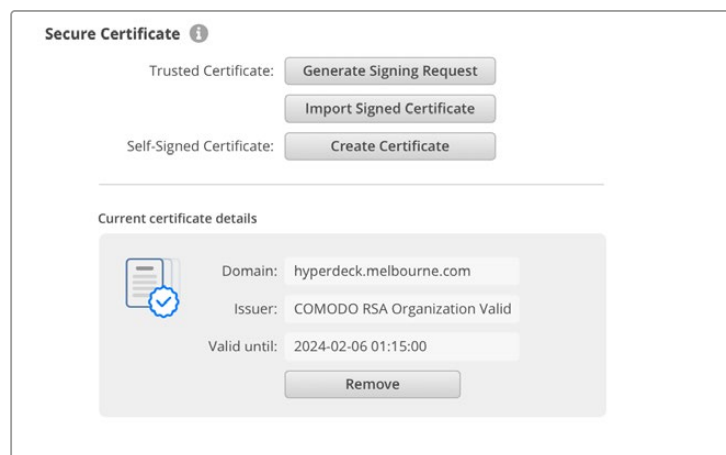 Secure Certificate
Trusted Certificate: Generate Signing Request
Import Signed Certificate
Self-Signed Certificate: Create Certificate
Current certificate details
Domain: hyperdeck.melbourne.com
Issuer: COMODO RSA Organization Valid
Valid until: 2024-02-06 01:15:00
Remove